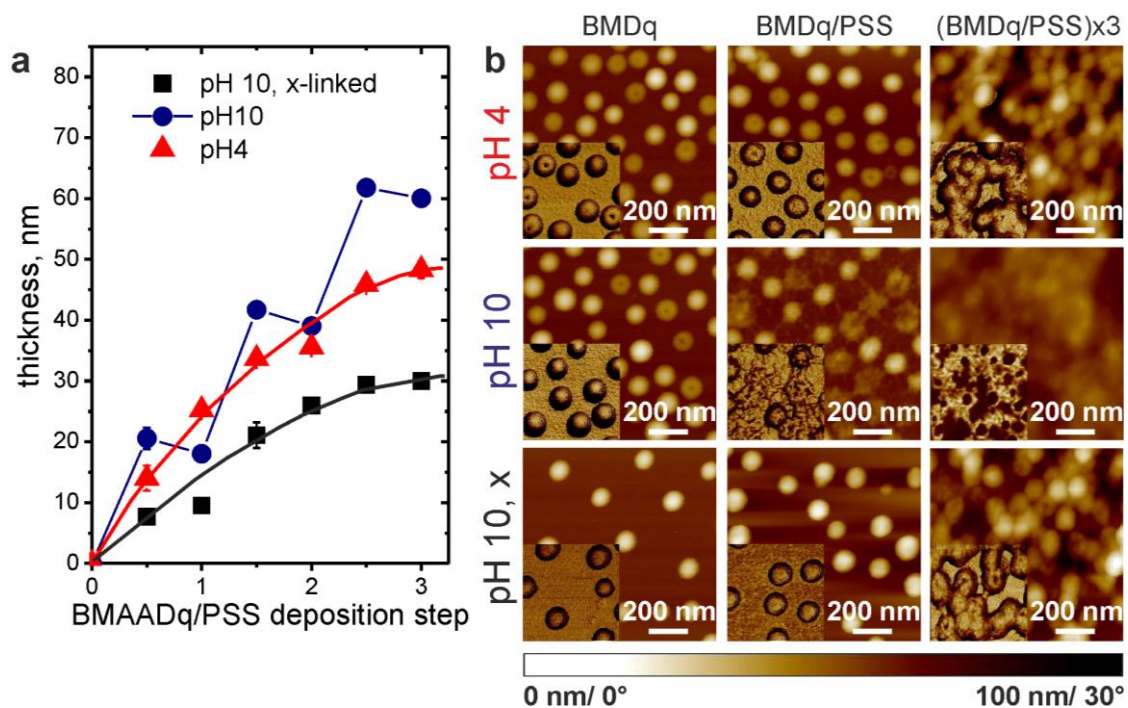 a
80
70
60
50
40
30
20
10
0
thickness, nm
pH 10, x-linked
pH10
pH4
0
1
2
3
BMAADq/PSS deposition step
b
BMDq
BMDq/PSS
(BMDq/PSS)x3
pH 4
200 nm
200 nm
200 nm
pH 10
200 nm
200 nm
200 nm
pH 10, x
200 nm
200 nm
200 nm
0 nm/ 0°
100 nm/ 30°